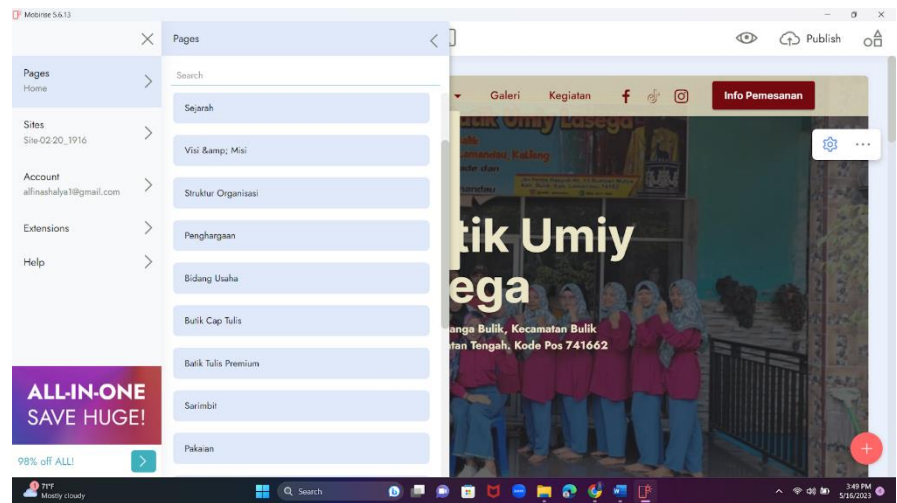 Mobirise 5.6.13
Publish
Pages
Home
Sites
Site-02-20_1916
Account
alfinashalya1@gmail.com
Extensions
Help
ALL-IN-ONE
SAVE HUGE!
98% off ALL!
Pages
Search
Sejarah
Visi &amp; Misi
Struktur Organisasi
Penghargaan
Bidang Usaha
Butik Cap Tulis
Batik Tulis Premium
Sarimbit
Pakaian
Galeri
Kegiatan
Info Pemesanan
tik Umiy
ega
anga Bulik, Kecamatan Bulik
tan Tengah. Kode Pos 741662
71°F
Mostly cloudy
Search
3:49 PM
5/16/2023